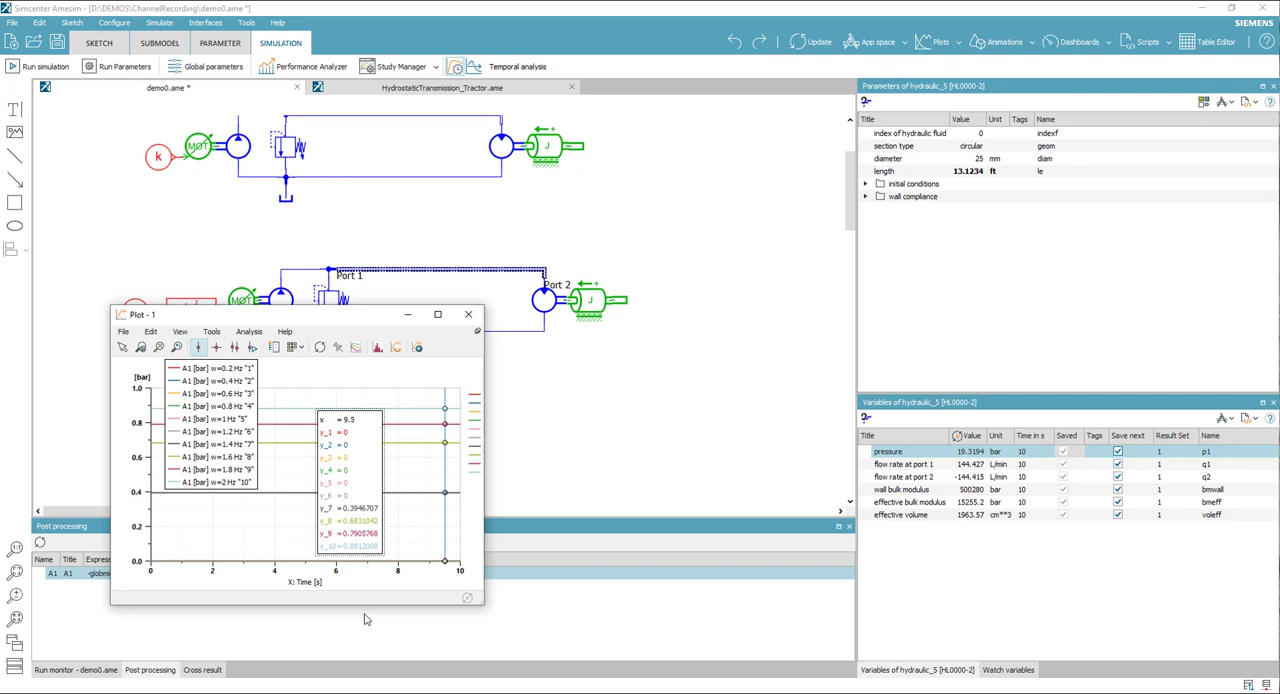 Simcenter Amesim - [D:\DEMOS\ChannelRecording\demo0.ame *]
File Edit Sketch Configure Simulate Interfaces Tools Help
SIEMENS
SKETCH SUBMODEL PARAMETER SIMULATION
Update App space Plots Animations Dashboards Scripts Table Editor
Run simulation Run Parameters Global parameters Performance Analyzer Study Manager Temporal analysis
demo0.ame *
HydrostaticTransmission_Tractor.ame
k
MOT
J
Port 1
Port 2
2
MOT
J
Parameters of hydraulic_5 [HL0000-2]
Title Value Unit Tags Name
index of hydraulic fluid 0 indexf
section type circular geom
diameter 25 mm diam
length 13.1234 ft le
initial conditions
wall compliance
Variables of hydraulic_5 [HL0000-2]
Title Value Unit Time in s Saved Tags Save next Result Set Name
pressure 19.3194 bar 10 1 p1
flow rate at port 1 144.427 L/min 10 1 q1
flow rate at port 2 -144.415 L/min 10 1 q2
wall bulk modulus 500280 bar 10 1 bmwall
effective bulk modulus 15255.2 bar 10 1 bmeff
effective volume 1963.57 cm**3 10 1 voleff
Variables of hydraulic_5 [HL0000-2] Watch variables
Plot - 1
File Edit View Tools Analysis Help
[bar]
1.0
0.8
0.6
0.4
0.2
0.0
A1 [bar] w=0.2 Hz "1"
A1 [bar] w=0.4 Hz "2"
A1 [bar] w=0.6 Hz "3"
A1 [bar] w=0.8 Hz "4"
A1 [bar] w=1 Hz "5"
A1 [bar] w=1.2 Hz "6"
A1 [bar] w=1.4 Hz "7"
A1 [bar] w=1.6 Hz "8"
A1 [bar] w=1.8 Hz "9"
A1 [bar] w=2 Hz "10"
x = 9.5
y_1 = 0
y_2 = 0
y_3 = 0
y_4 = 0
y_5 = 0
y_6 = 0
y_7 = 0.3946707
y_8 = 0.6831042
y_9 = 0.7905768
y_10 = 0.8812008
0 2 4 6 8 10
X: Time [s]
Post processing
Name Title Express
A1 A1 -globmi
Run monitor - demo0.ame Post processing Cross result